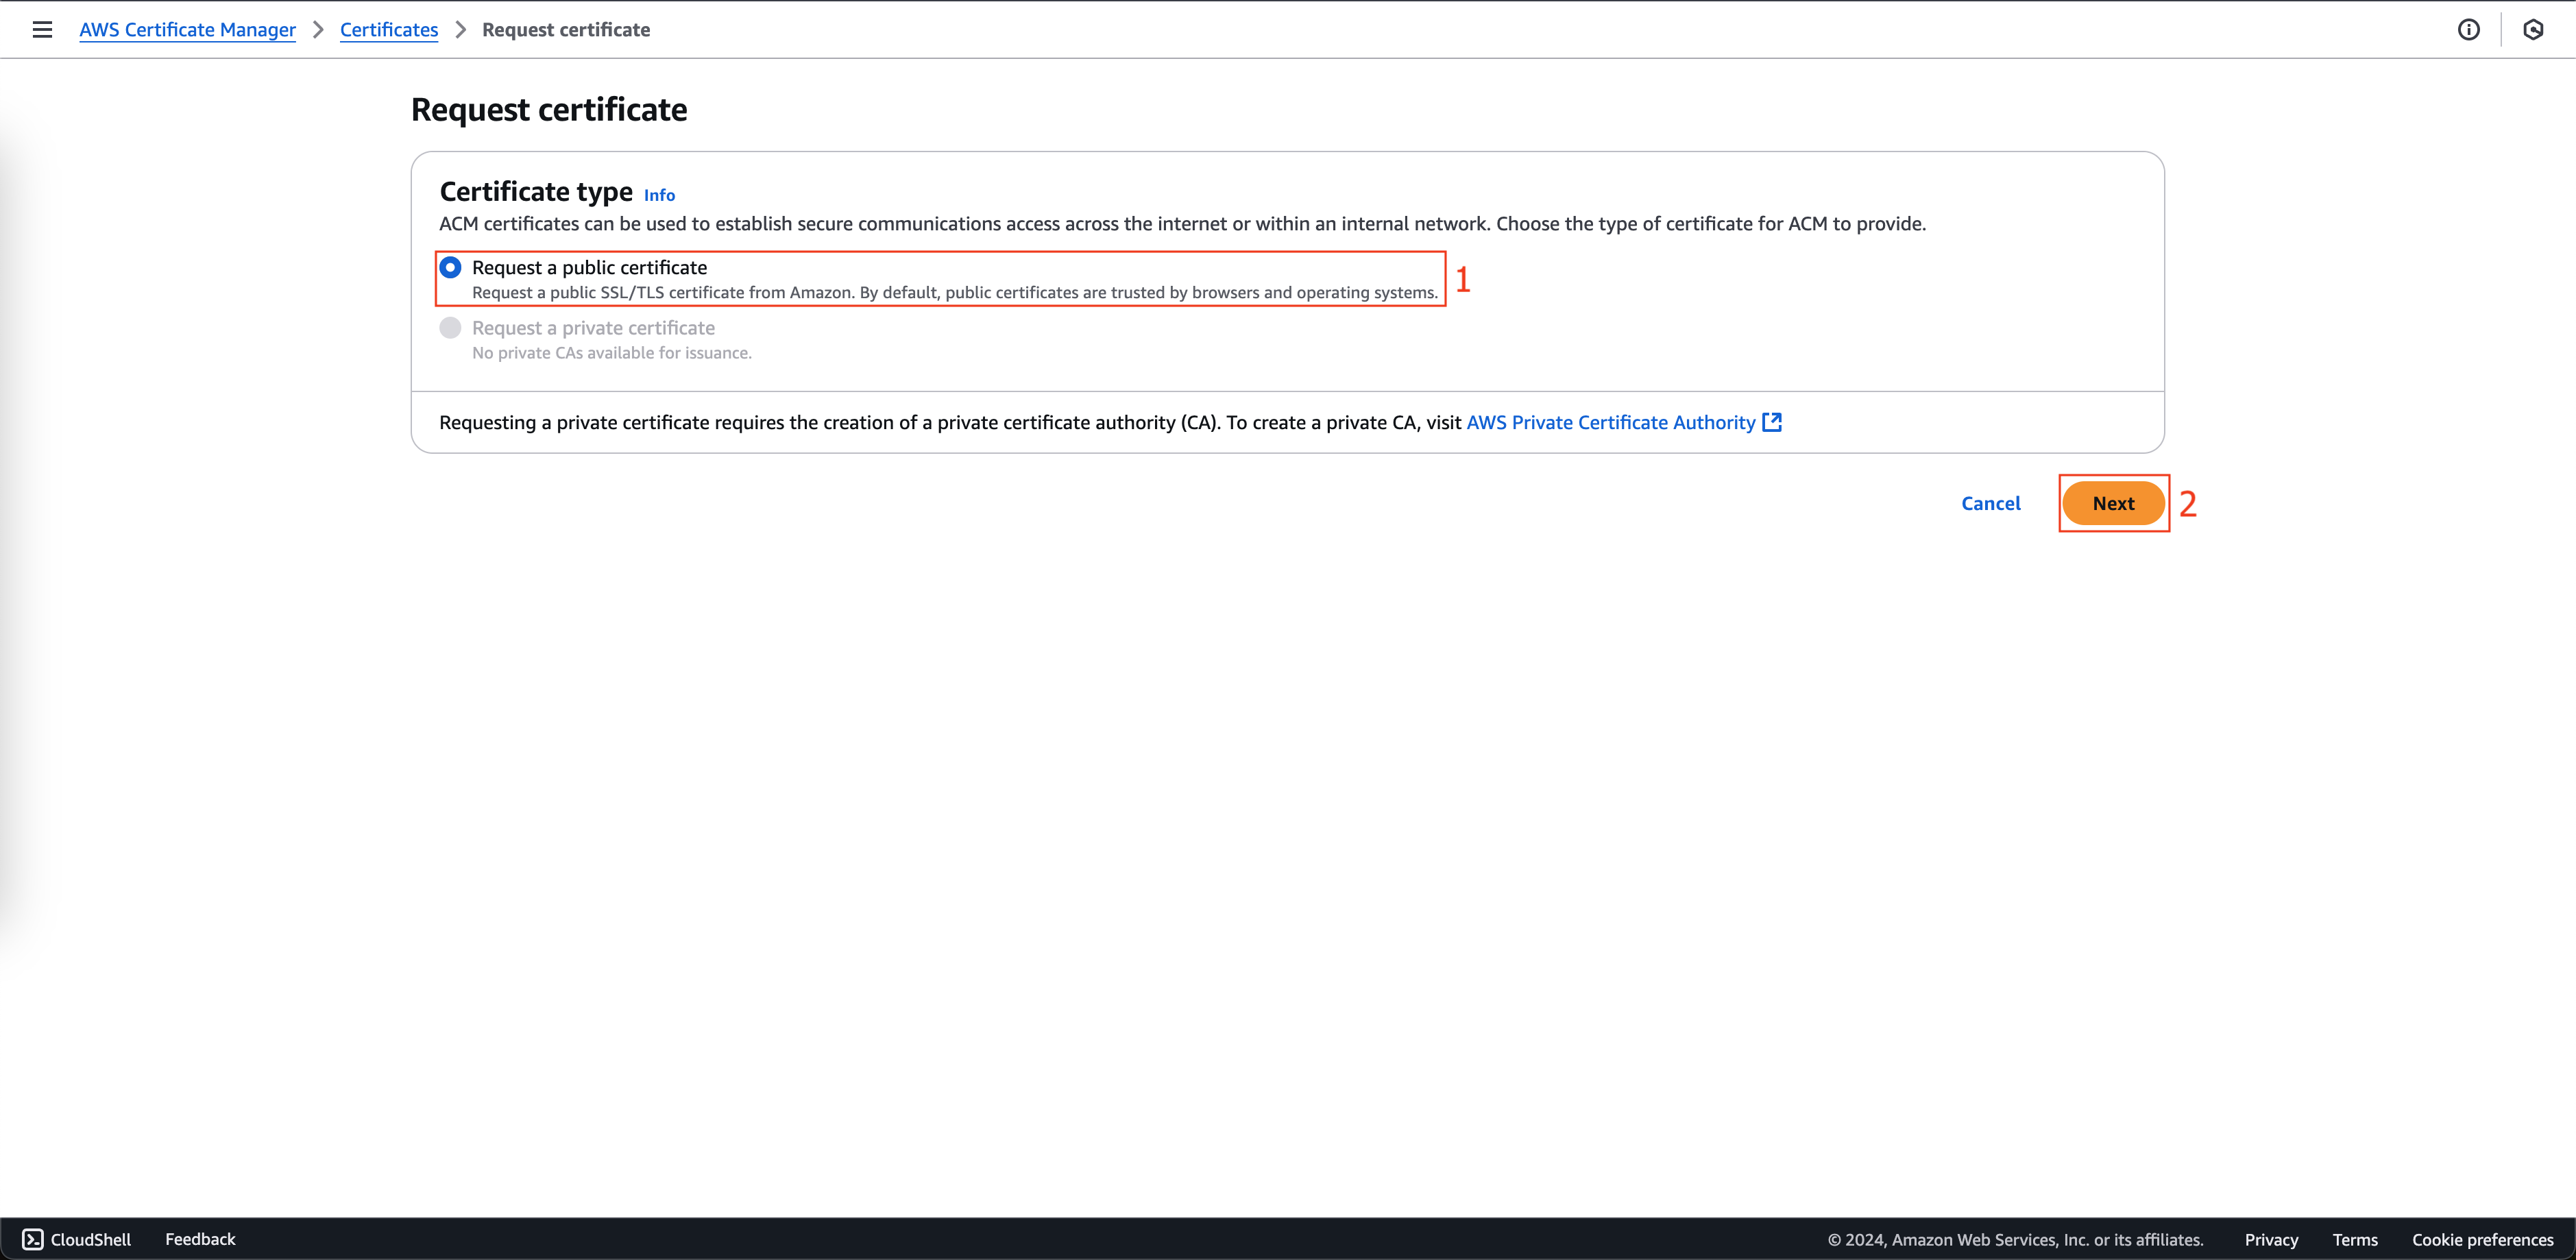 AWS Certificate Manager > Certificates > Request certificate
Request certificate
Certificate type Info
ACM certificates can be used to establish secure communications access across the internet or within an internal network. Choose the type of certificate for ACM to provide.
Request a public certificate
Request a public SSL/TLS certificate from Amazon. By default, public certificates are trusted by browsers and operating systems.
1
Request a private certificate
No private CAs available for issuance.
Requesting a private certificate requires the creation of a private certificate authority (CA). To create a private CA, visit AWS Private Certificate Authority
Cancel Next 2
CloudShell Feedback © 2024, Amazon Web Services, Inc. or its affiliates. Privacy Terms Cookie preferences